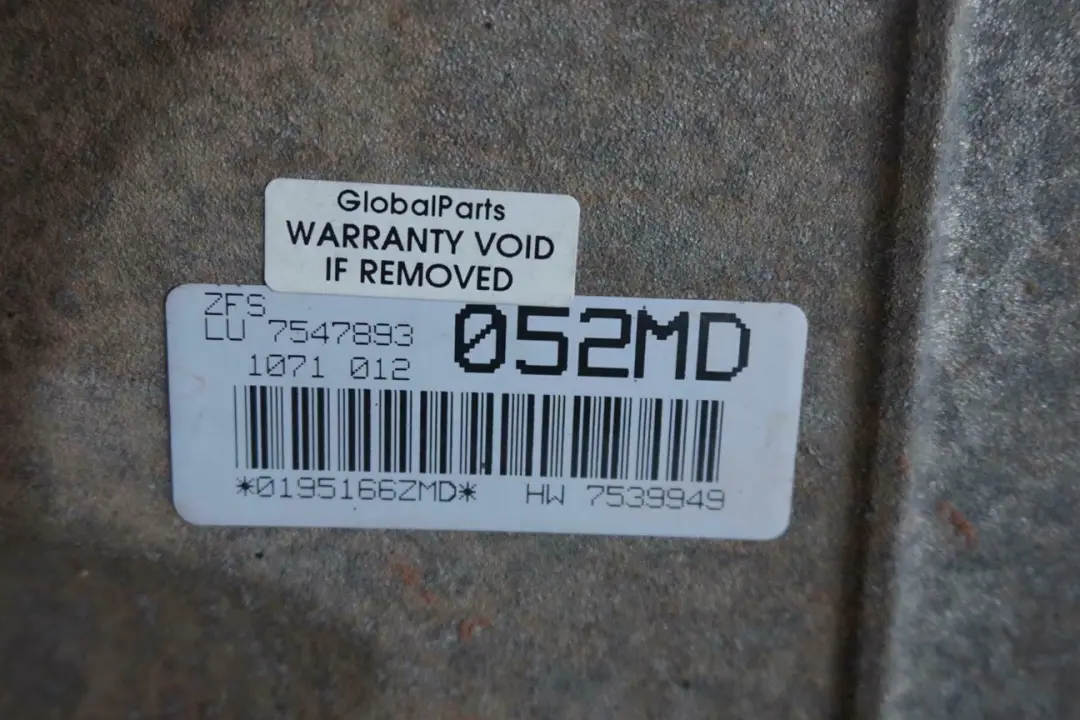 GlobalParts
WARRANTY VOID
IF REMOVED
ZFS
LU 7547893 052MD
1071 012
*0195166ZMD* HW 7539949